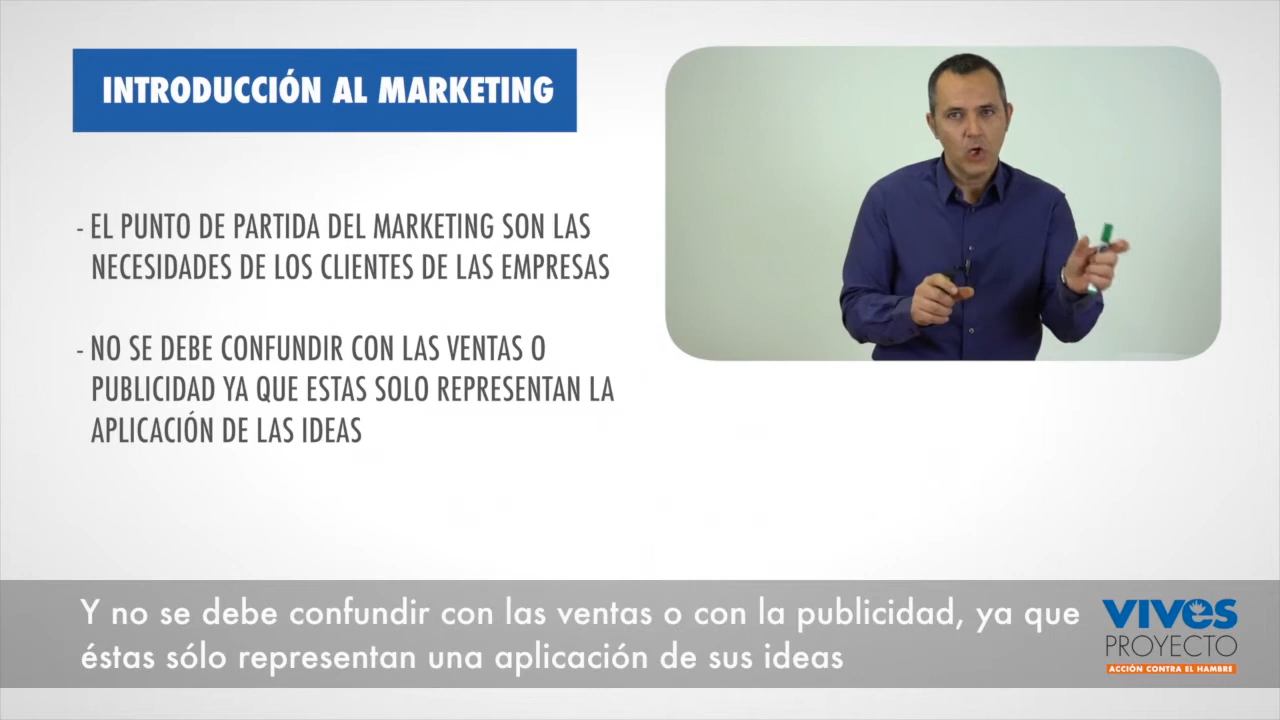 INTRODUCCIÓN AL MARKETING
- EL PUNTO DE PARTIDA DEL MARKETING SON LAS
NECESIDADES DE LOS CLIENTES DE LAS EMPRESAS
- NO SE DEBE CONFUNDIR CON LAS VENTAS O
PUBLICIDAD YA QUE ESTAS SOLO REPRESENTAN LA
APLICACIÓN DE LAS IDEAS
Y no se debe confundir con las ventas o con la publicidad, ya que
éstas sólo representan una aplicación de sus ideas
VIVES
PROYECTO
ACCIÓN CONTRA EL HAMBRE